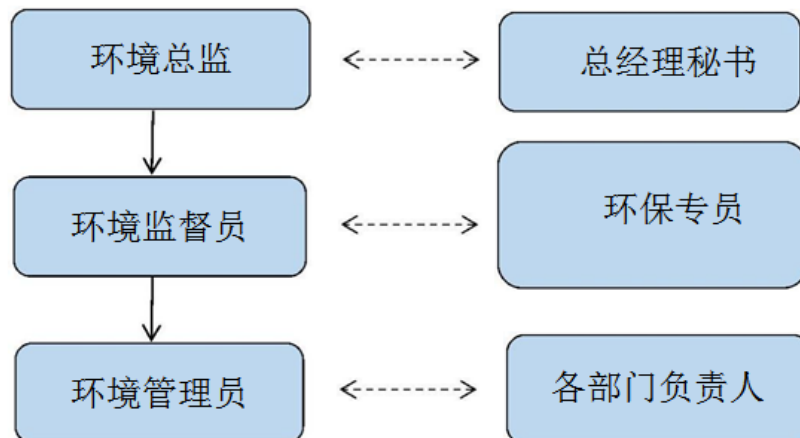 环境总监
总经理秘书
环境监督员
环保专员
环境管理员
各部门负责人